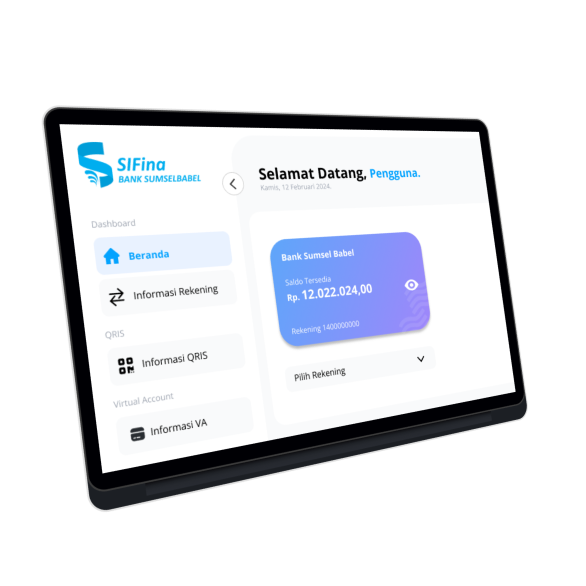 SIFina
BANK SUMSELBABEL
Dashboard
Beranda
Informasi Rekening
QRIS
Informasi QRIS
Virtual Account
Informasi VA
Selamat Datang, Pengguna.
Kamis, 12 Februari 2024.
Bank Sumsel Babel
Saldo Tersedia
Rp. 12.022.024,00
Rekening 1400000000
Pilih Rekening